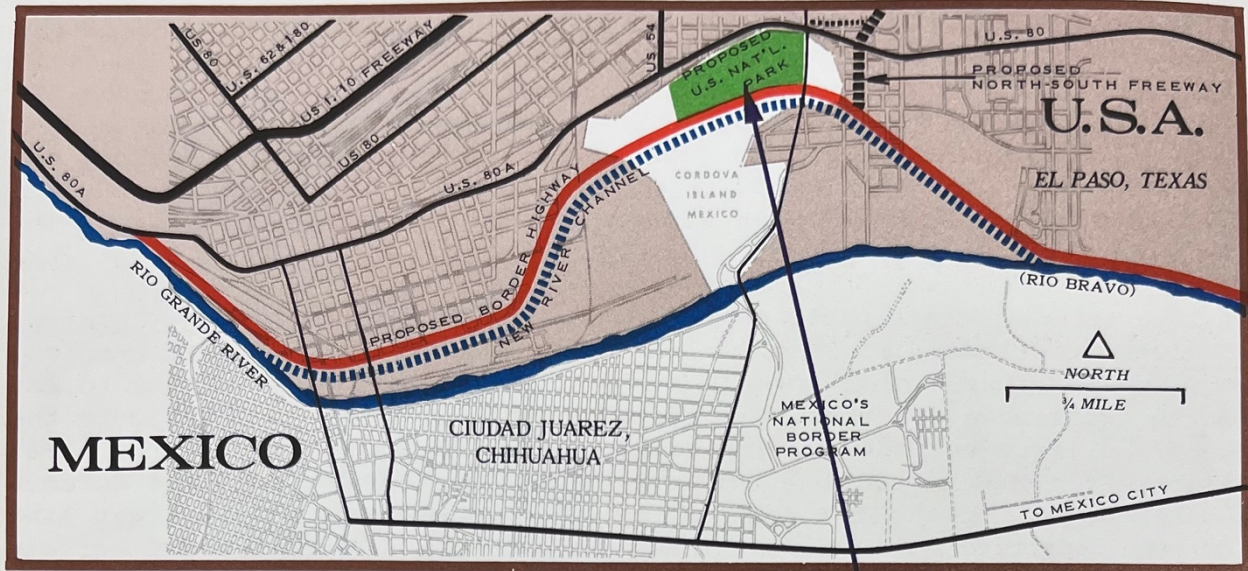 U.S. 80
U.S. 62&180
US I-10 FREEWAY
US 80
US 54
U.S. 80A
U.S. 80A
PROPOSED
U.S. NAT'L.
PARK
U.S. 80
PROPOSED
NORTH-SOUTH FREEWAY
U.S.A.
EL PASO, TEXAS
CORDOVA
ISLAND
MEXICO
PROPOSED BORDER HIGHWAY
NEW RIVER CHANNEL
RIO GRANDE RIVER
(RIO BRAVO)
NORTH
¾ MILE
MEXICO
CIUDAD JUAREZ,
CHIHUAHUA
MEXICO'S
NATIONAL
BORDER
PROGRAM
TO MEXICO CITY